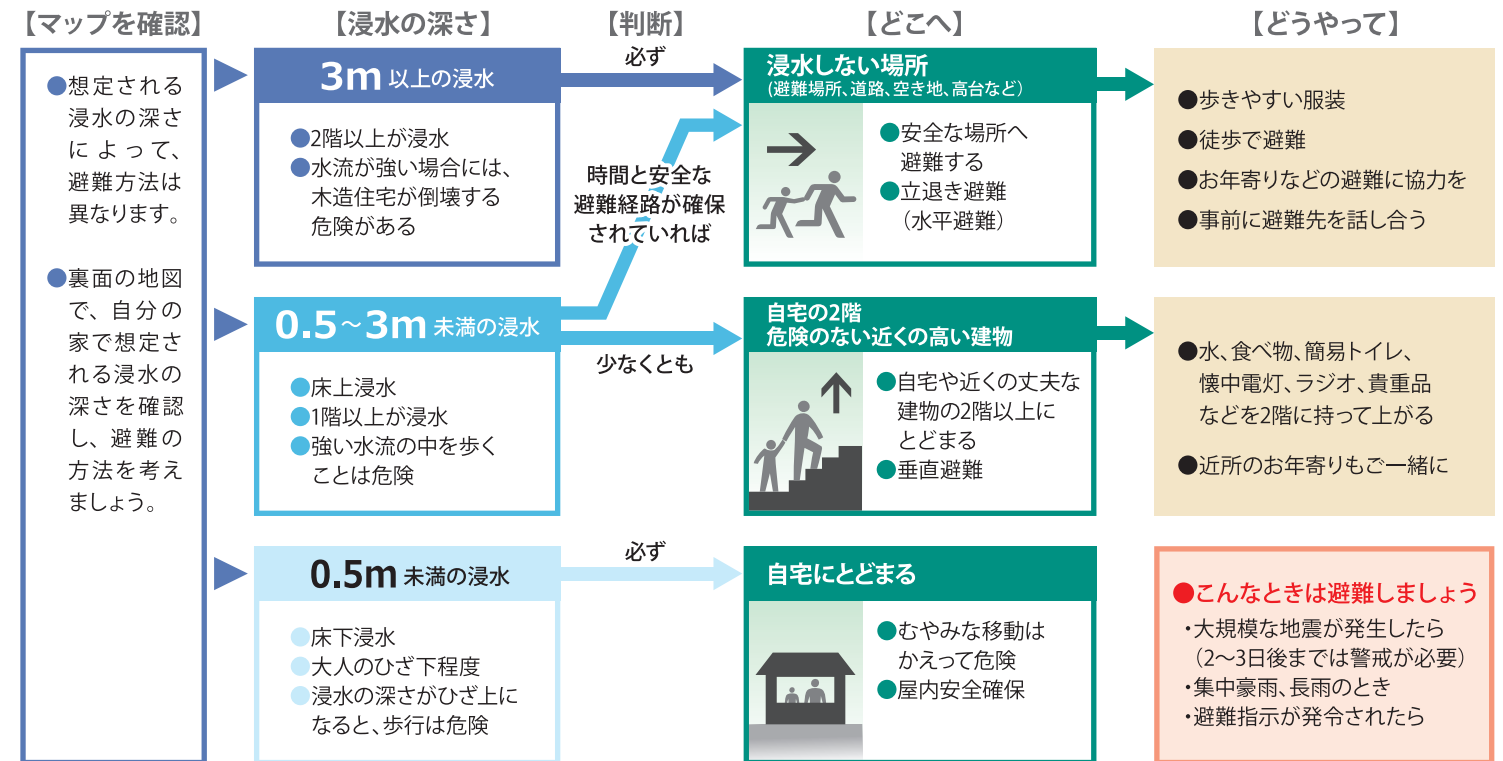 【マップを確認】
●想定される
浸水の深さ
によって、
避難方法は
異なります。
●裏面の地図
で、自分の
家で想定さ
れる浸水の
深さを確認
し、避難の
方法を考え
ましょう。
【浸水の深さ】
3m以上の浸水
●2階以上が浸水
●水流が強い場合には、
木造住宅が倒壊する
危険がある
0.5～3m未満の浸水
●床上浸水
●1階以上が浸水
●強い水流の中を歩く
ことは危険
0.5m未満の浸水
●床下浸水
●大人のひざ下程度
●浸水の深さがひざ上に
なると、歩行は危険
【判断】
必ず
時間と安全な
避難経路が確保
されていれば
少なくとも
必ず
【どこへ】
浸水しない場所
(避難場所、道路、空き地、高台など)
●安全な場所へ
避難する
●立退き避難
（水平避難）
自宅の2階
危険のない近くの高い建物
●自宅や近くの丈夫な
建物の2階以上に
とどまる
●垂直避難
自宅にとどまる
●むやみな移動は
かえって危険
●屋内安全確保
【どうやって】
●歩きやすい服装
●徒歩で避難
●お年寄りなどの避難に協力を
●事前に避難先を話し合う
●水、食べ物、簡易トイレ、
懐中電灯、ラジオ、貴重品
などを2階に持って上がる
●近所のお年寄りもご一緒に
●こんなときは避難しましょう
・大規模な地震が発生したら
（2～3日後までは警戒が必要）
・集中豪雨、長雨のとき
・避難指示が発令されたら